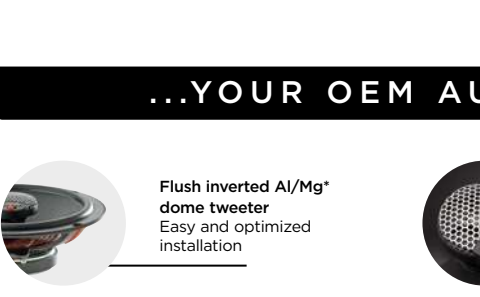 ...YOUR OEM AU
Flush inverted Al/Mg*
dome tweeter
Easy and optimized
installation